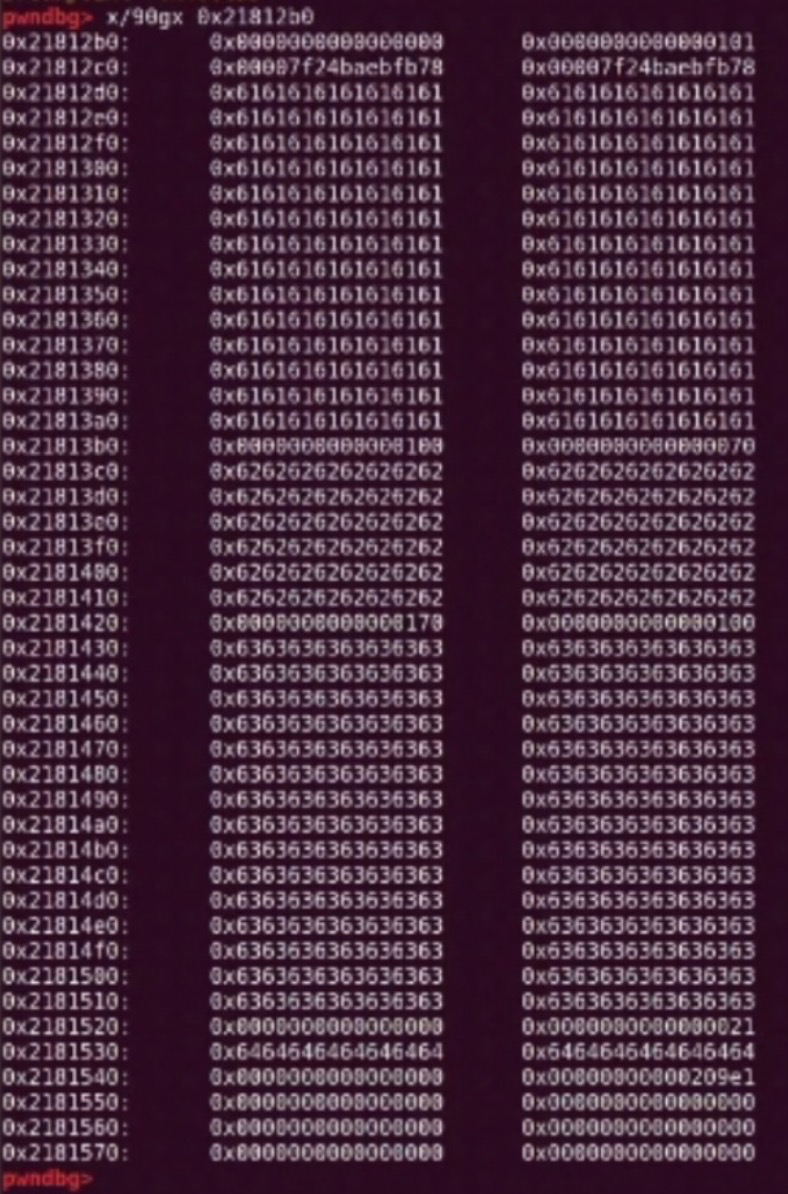 pwndbg> x/90gx 0x21812b0
0x21812b0: 0x0000000000000000 0x0000000000000101
0x21812c0: 0x00007f24baebfb78 0x00007f24baebfb78
0x21812d0: 0x6161616161616161 0x6161616161616161
0x21812e0: 0x6161616161616161 0x6161616161616161
0x21812f0: 0x6161616161616161 0x6161616161616161
0x2181300: 0x6161616161616161 0x6161616161616161
0x2181310: 0x6161616161616161 0x6161616161616161
0x2181320: 0x6161616161616161 0x6161616161616161
0x2181330: 0x6161616161616161 0x6161616161616161
0x2181340: 0x6161616161616161 0x6161616161616161
0x2181350: 0x6161616161616161 0x6161616161616161
0x2181360: 0x6161616161616161 0x6161616161616161
0x2181370: 0x6161616161616161 0x6161616161616161
0x2181380: 0x6161616161616161 0x6161616161616161
0x2181390: 0x6161616161616161 0x6161616161616161
0x21813a0: 0x6161616161616161 0x6161616161616161
0x21813b0: 0x0000000000000100 0x0000000000000070
0x21813c0: 0x6262626262626262 0x6262626262626262
0x21813d0: 0x6262626262626262 0x6262626262626262
0x21813e0: 0x6262626262626262 0x6262626262626262
0x21813f0: 0x6262626262626262 0x6262626262626262
0x2181400: 0x6262626262626262 0x6262626262626262
0x2181410: 0x6262626262626262 0x6262626262626262
0x2181420: 0x0000000000000170 0x0000000000000100
0x2181430: 0x6363636363636363 0x6363636363636363
0x2181440: 0x6363636363636363 0x6363636363636363
0x2181450: 0x6363636363636363 0x6363636363636363
0x2181460: 0x6363636363636363 0x6363636363636363
0x2181470: 0x6363636363636363 0x6363636363636363
0x2181480: 0x6363636363636363 0x6363636363636363
0x2181490: 0x6363636363636363 0x6363636363636363
0x21814a0: 0x6363636363636363 0x6363636363636363
0x21814b0: 0x6363636363636363 0x6363636363636363
0x21814c0: 0x6363636363636363 0x6363636363636363
0x21814d0: 0x6363636363636363 0x6363636363636363
0x21814e0: 0x6363636363636363 0x6363636363636363
0x21814f0: 0x6363636363636363 0x6363636363636363
0x2181500: 0x6363636363636363 0x6363636363636363
0x2181510: 0x6363636363636363 0x6363636363636363
0x2181520: 0x0000000000000000 0x0000000000000021
0x2181530: 0x6464646464646464 0x6464646464646464
0x2181540: 0x0000000000000000 0x00000000000209e1
0x2181550: 0x0000000000000000 0x0000000000000000
0x2181560: 0x0000000000000000 0x0000000000000000
0x2181570: 0x0000000000000000 0x0000000000000000
pwndbg>